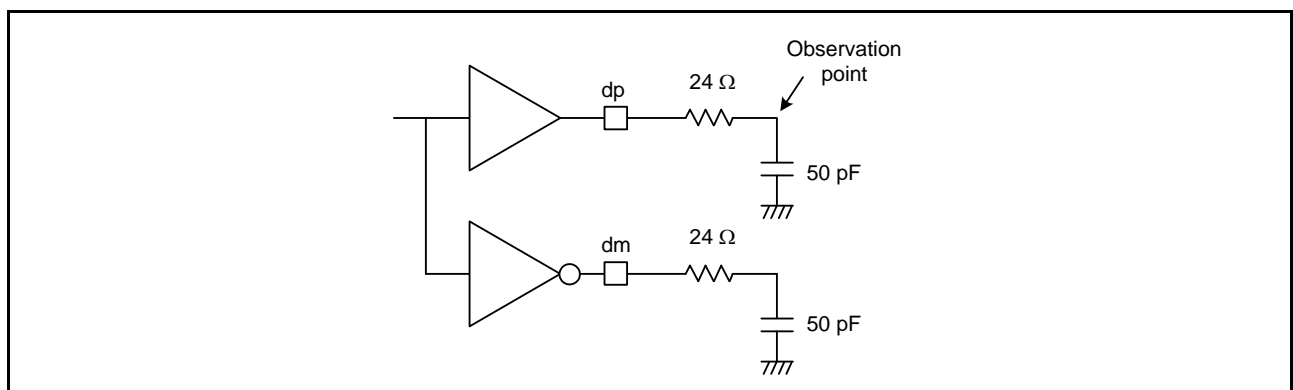 Observation
point
24 Ω
dp
50 pF
24 Ω
dm
50 pF